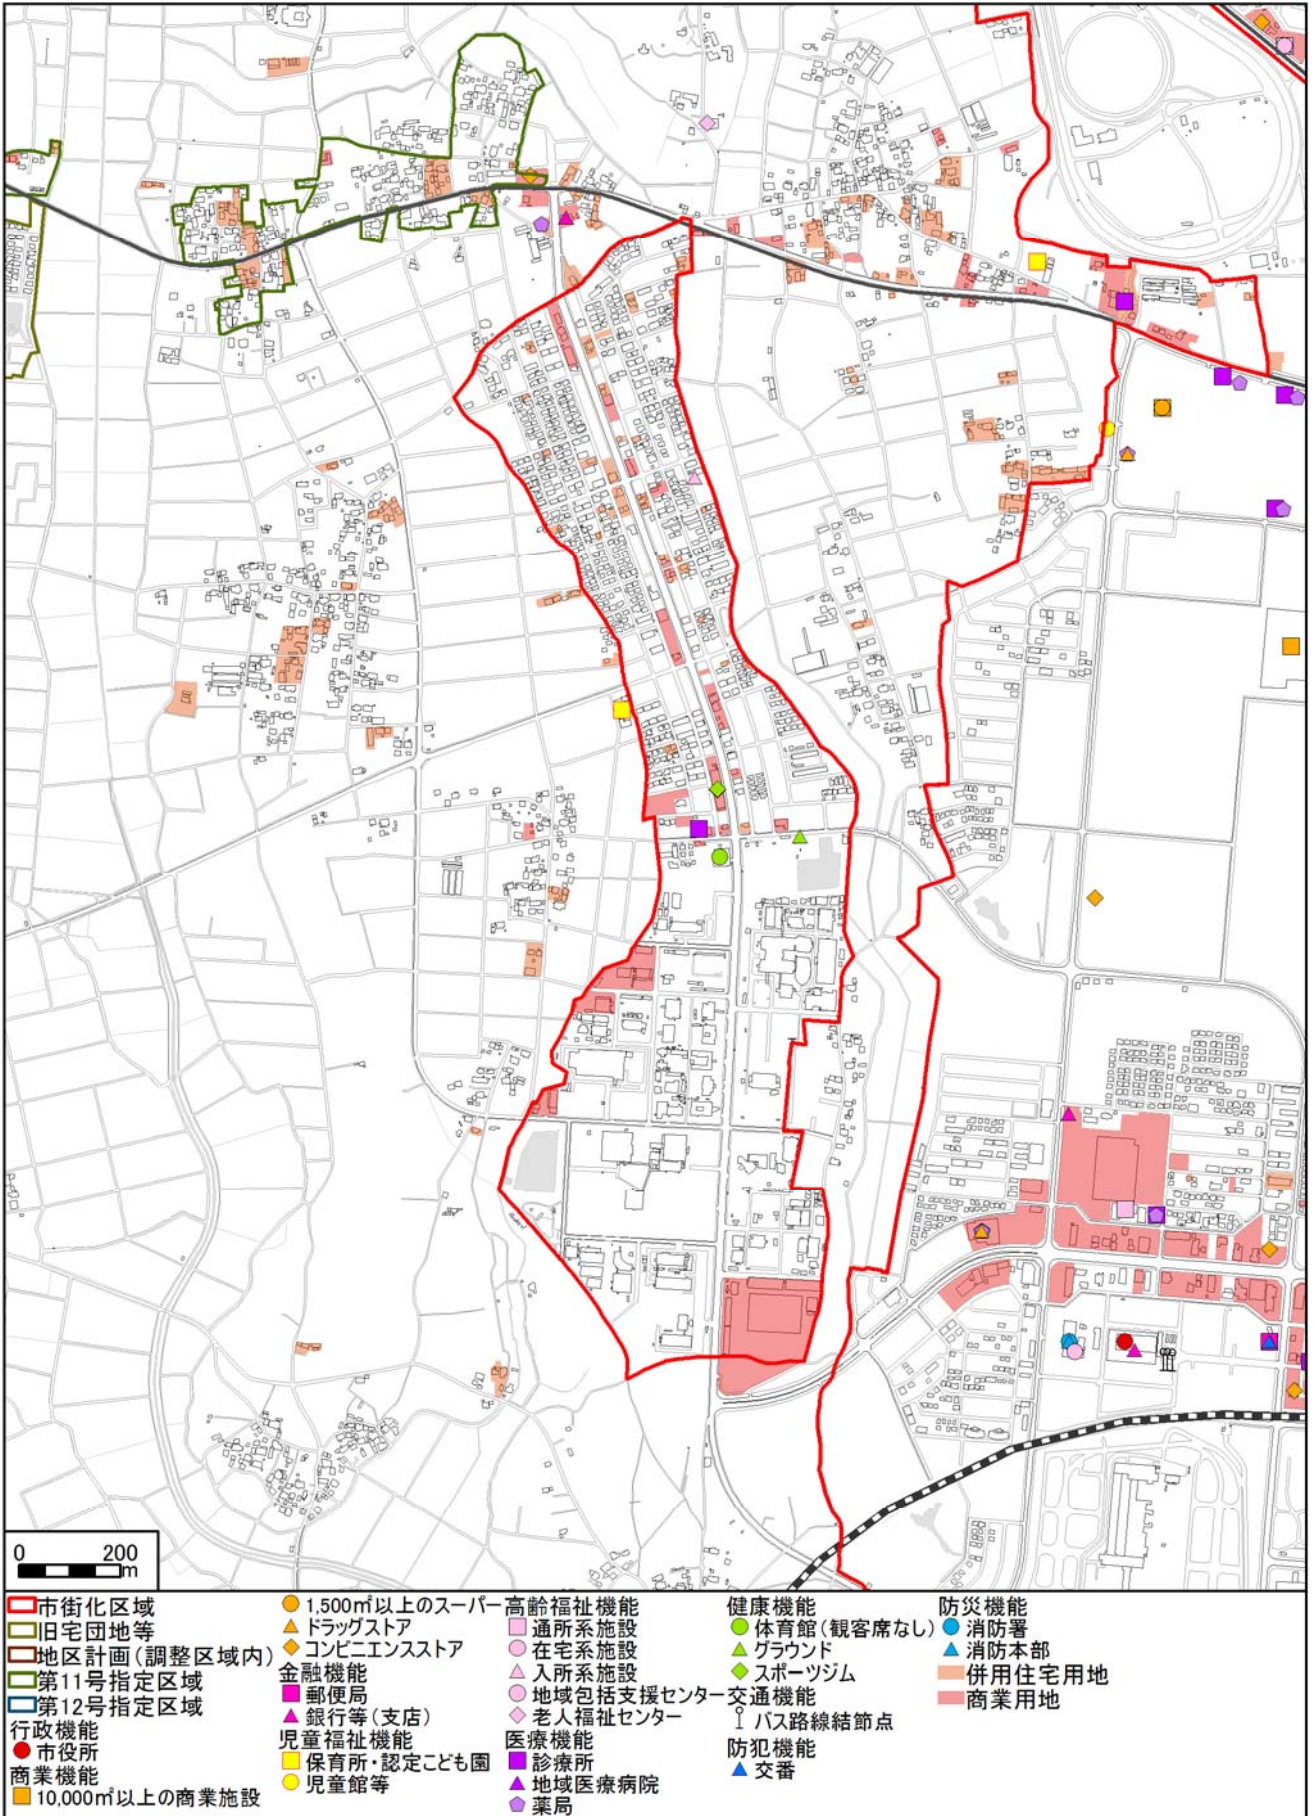 0 200
m
市街化区域
旧宅団地等
地区計画(調整区域内)
第11号指定区域
第12号指定区域
行政機能
市役所
商業機能
10,000㎡以上の商業施設
1,500㎡以上のスーパー
ドラッグストア
コンビニエンスストア
金融機能
郵便局
銀行等(支店)
児童福祉機能
保育所・認定こども園
児童館等
高齢福祉機能
通所系施設
在宅系施設
入所系施設
地域包括支援センター
老人福祉センター
医療機能
診療所
地域医療病院
薬局
健康機能
体育館(観客席なし)
グラウンド
スポーツジム
交通機能
バス路線結節点
防犯機能
交番
防災機能
消防署
消防本部
併用住宅用地
商業用地